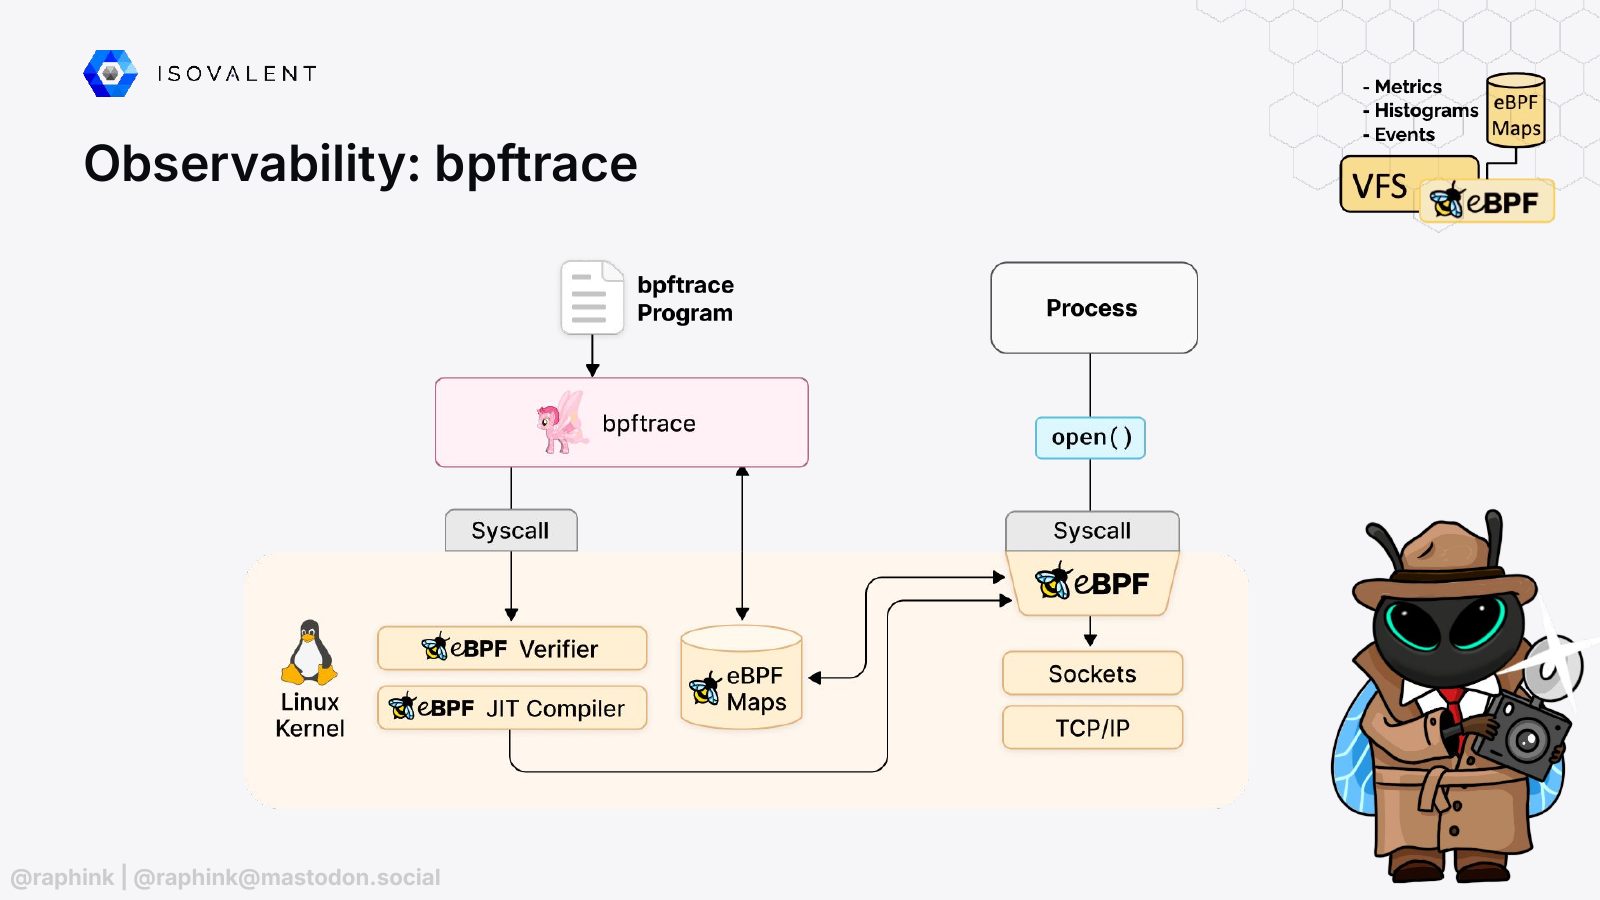 ISOVALENT
- Metrics
- Histograms
- Events
eBPF
Maps
VFS
eBPF
Observability: bpftrace
bpftrace
Program
Process
bpftrace
open()
Syscall
Syscall
eBPF
eBPF Verifier
eBPF
Maps
Sockets
Linux
Kernel
eBPF JIT Compiler
TCP/IP
@raphink | @raphink@mastodon.social